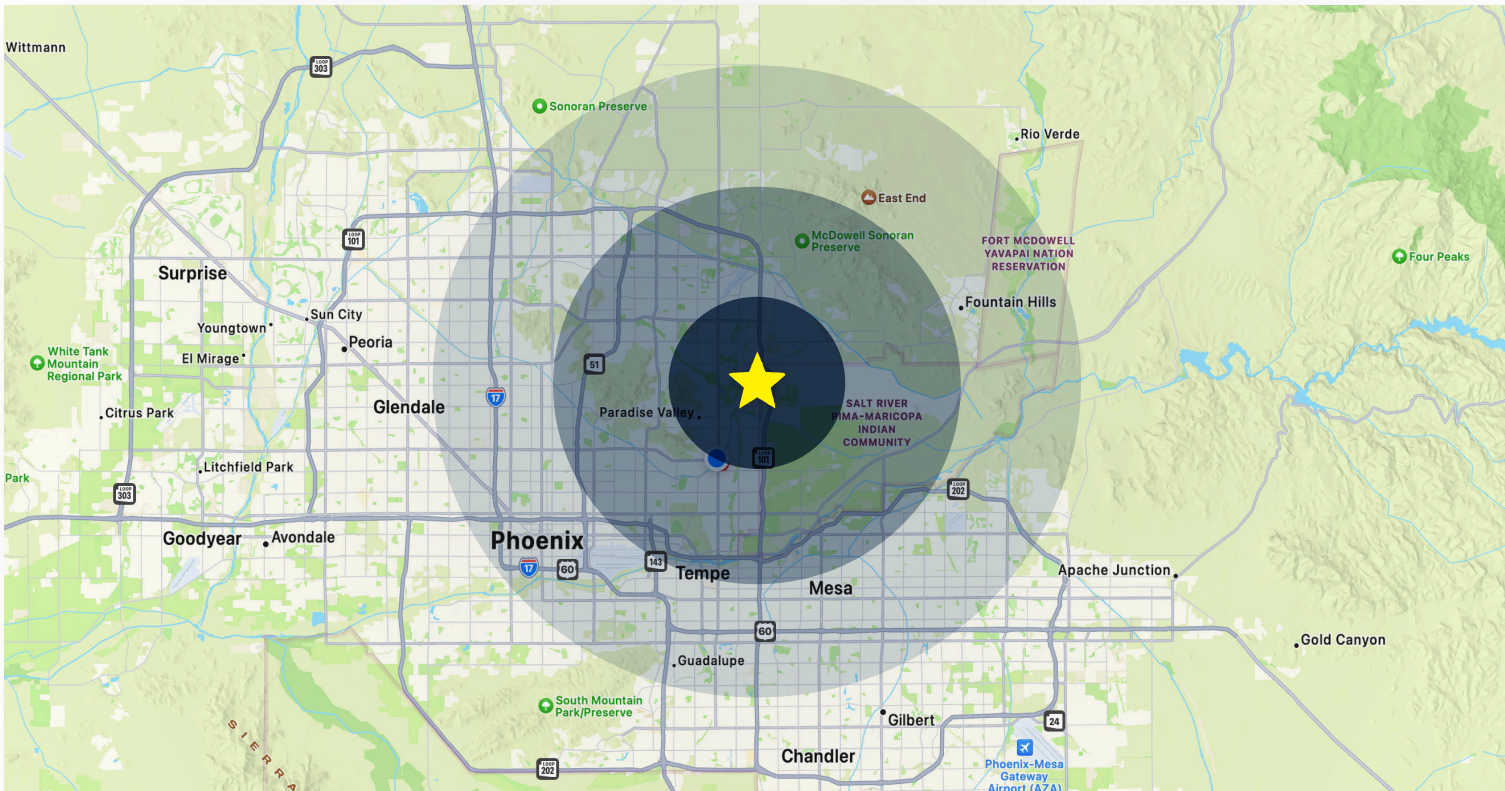 Wittmann
LOOP
303
Sonoran Preserve
Rio Verde
East End
LOOP
101
McDowell Sonoran
Preserve
FORT MCDOWELL
YAVAPAI NATION
RESERVATION
Four Peaks
Surprise
Fountain Hills
Sun City
Youngtown
Peoria
El Mirage
White Tank
Mountain
Regional Park
51
17
Glendale
Citrus Park
Paradise Valley
SALT RIVER
PIMA-MARICOPA
INDIAN
COMMUNITY
LOOP
101
Litchfield Park
Park
LOOP
303
LOOP
202
Goodyear
Avondale
Phoenix
17
60
143
Tempe
Mesa
Apache Junction
60
Gold Canyon
Guadalupe
South Mountain
Park/Preserve
Gilbert
24
SIERRA
Chandler
LOOP
202
Phoenix-Mesa
Gateway
Airport (AZA)